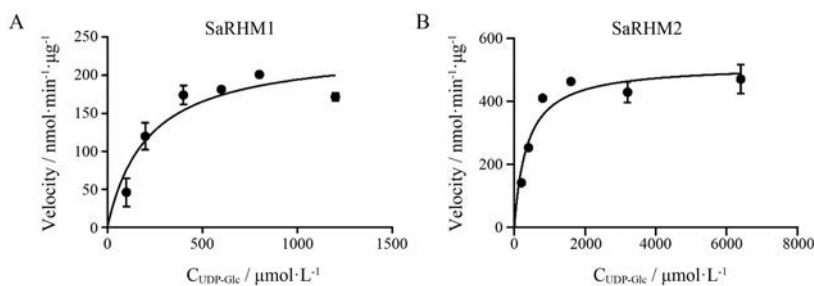 A
SaRHM1
250
200
150
100
50
0
Velocity / nmol·min⁻¹·μg⁻¹
0
500
1000
1500
C_UDP-Glc / μmol·L⁻¹
B
SaRHM2
600
400
200
0
Velocity / nmol·min⁻¹·μg⁻¹
0
2000
4000
6000
8000
C_UDP-Glc / μmol·L⁻¹